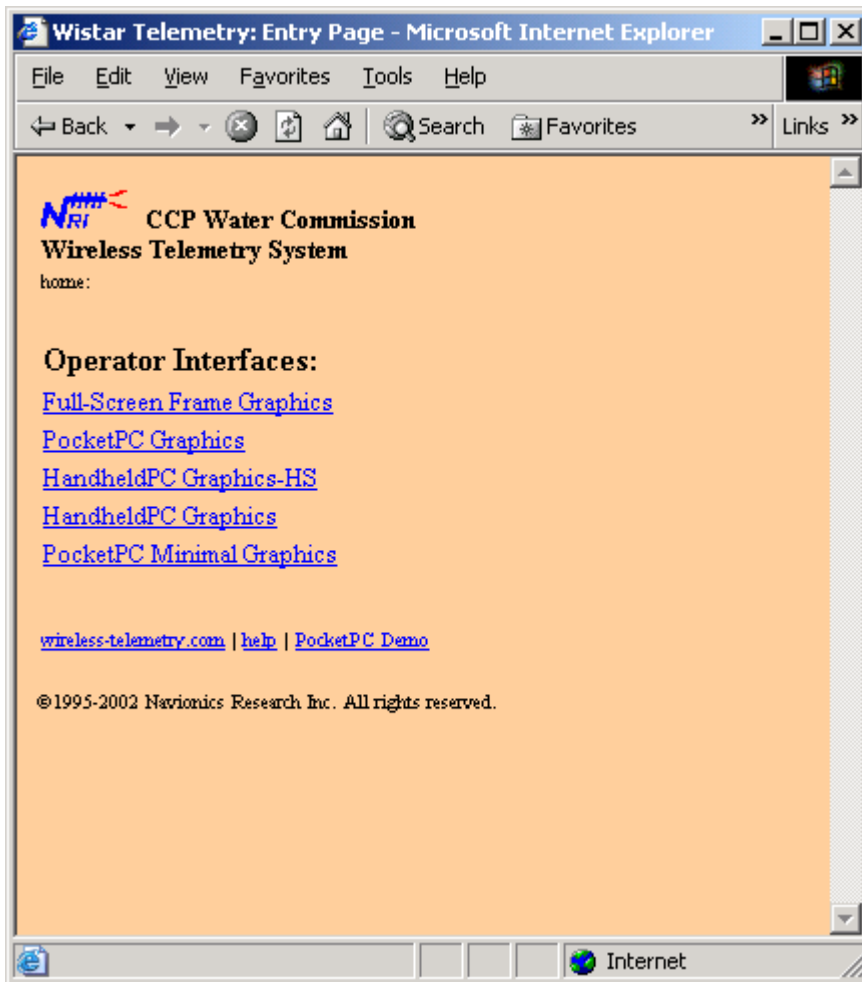 Wistar Telemetry: Entry Page - Microsoft Internet Explorer
File Edit View Favorites Tools Help
Back Search Favorites » Links »
NRI CCP Water Commission
Wireless Telemetry System
home:
Operator Interfaces:
Full-Screen Frame Graphics
PocketPC Graphics
HandheldPC Graphics-HS
HandheldPC Graphics
PocketPC Minimal Graphics
wireless-telemetry.com | help | PocketPC Demo
©1995-2002 Navionics Research Inc. All rights reserved.
Internet